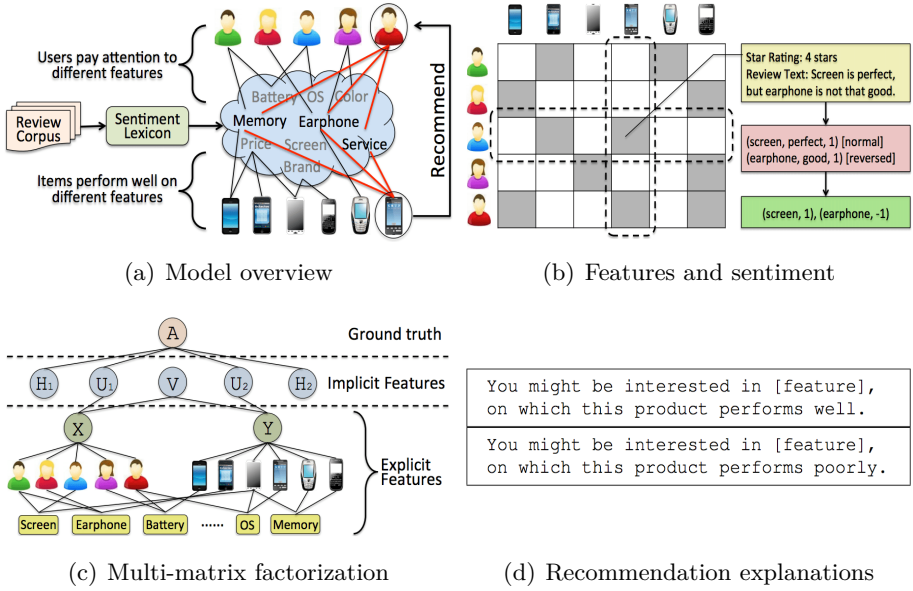 Users pay attention to
different features
Review
Corpus
Sentiment
Lexicon
Items perform well on
different features
Battery OS Color
Memory Earphone
Price Screen Service
Brand
Recommend
(a) Model overview
Star Rating: 4 stars
Review Text: Screen is perfect,
but earphone is not that good.
(screen, perfect, 1) [normal]
(earphone, good, 1) [reversed]
(screen, 1), (earphone, -1)
(b) Features and sentiment
A
Ground truth
H1 U1 V U2 H2
Implicit Features
X Y
Explicit
Features
Screen Earphone Battery ...... OS Memory
(c) Multi-matrix factorization
You might be interested in [feature],
on which this product performs well.
You might be interested in [feature],
on which this product performs poorly.
(d) Recommendation explanations